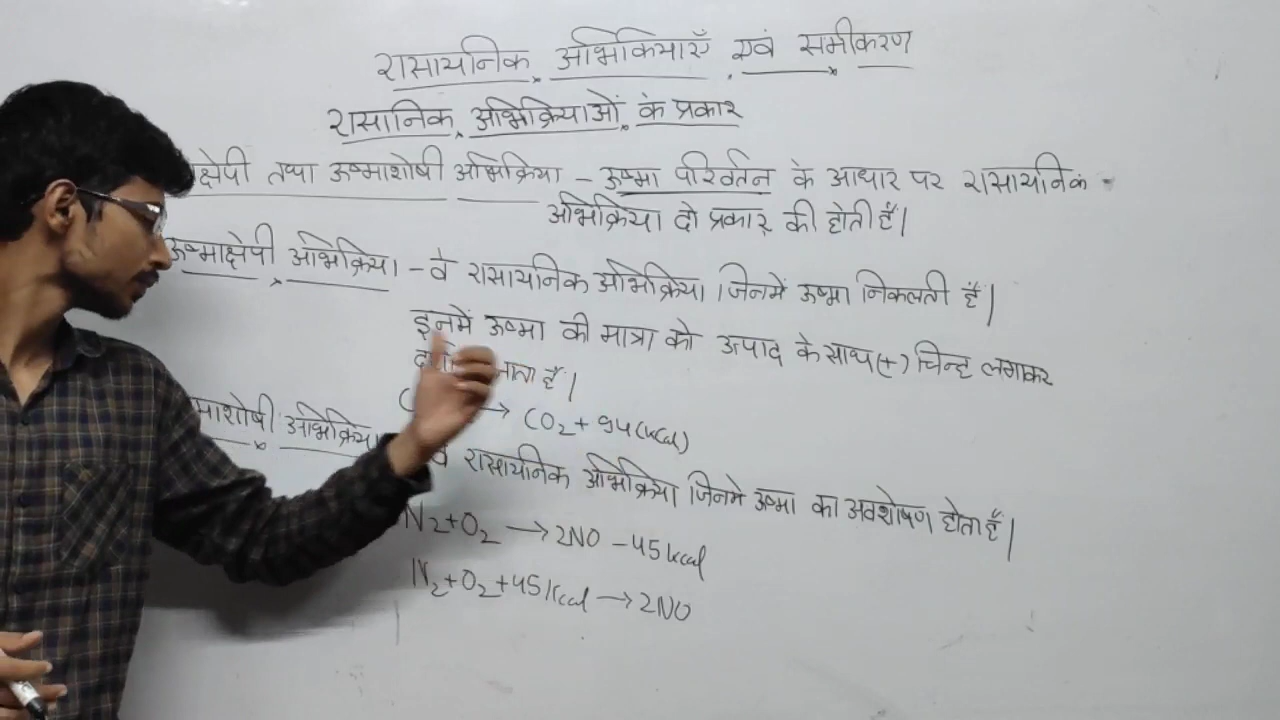 रासायनिक अभिक्रियाएँ एवं समीकरण
रासानिक अभिक्रियाओं के प्रकार
क्षेपी तथा ऊष्माशोषी अभिक्रिया – ऊष्मा परिवर्तन के आधार पर रासायनिक
अभिक्रिया दो प्रकार की होती हैं।
ऊष्माक्षेपी अभिक्रिया – वे रासायनिक अभिक्रिया जिनमें ऊष्मा निकलती हैं।
इनमें ऊष्मा की मात्रा को उत्पाद के साथ (+) चिन्ह लगाकर
जाता हैं।
→ CO₂ + 94 (kcal)
माशोषी अभिक्रिया वे रासायनिक अभिक्रिया जिनमें ऊष्मा का अवशोषण होता हैं।
N₂+O₂ → 2NO – 45 kcal
N₂+O₂+45 kcal → 2NO